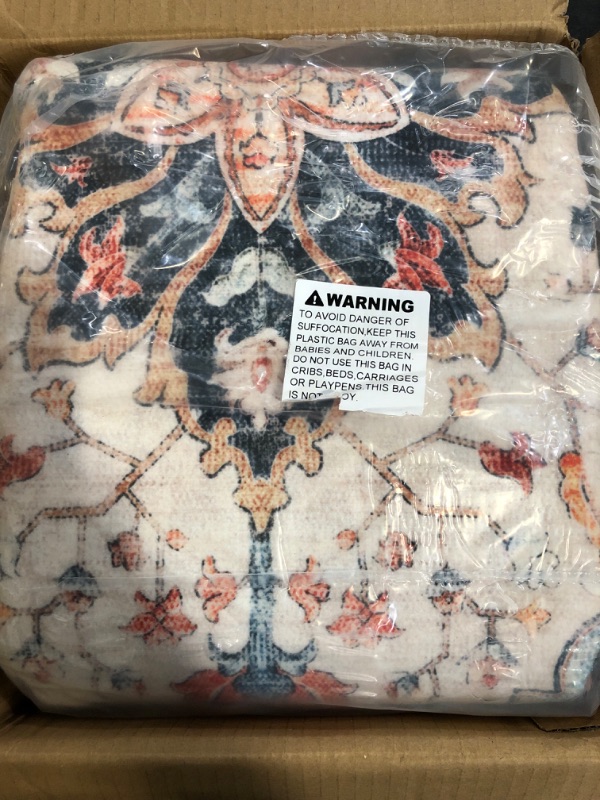 WARNING
TO AVOID DANGER OF
SUFFOCATION,KEEP THIS
PLASTIC BAG AWAY FROM
BABIES AND CHILDREN.
DO NOT USE THIS BAG IN
CRIBS,BEDS,CARRIAGES
OR PLAYPENS.THIS BAG
IS NOT